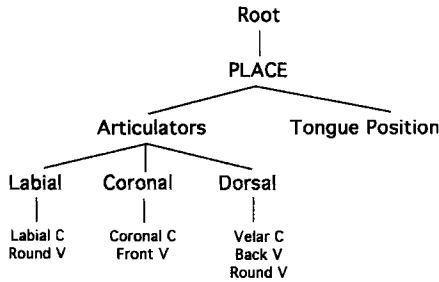 Root
PLACE
Articulators Tongue Position
Labial Coronal Dorsal
Labial C Coronal C Velar C
Round V Front V Back V
Round V